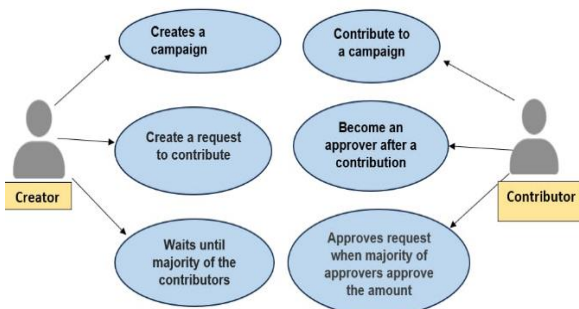 Creates a
campaign
Contribute to
a campaign
Create a request
to contribute
Become an
approver after a
contribution
Creator
Contributor
Waits until
majority of the
contributors
Approves request
when majority of
approvers approve
the amount